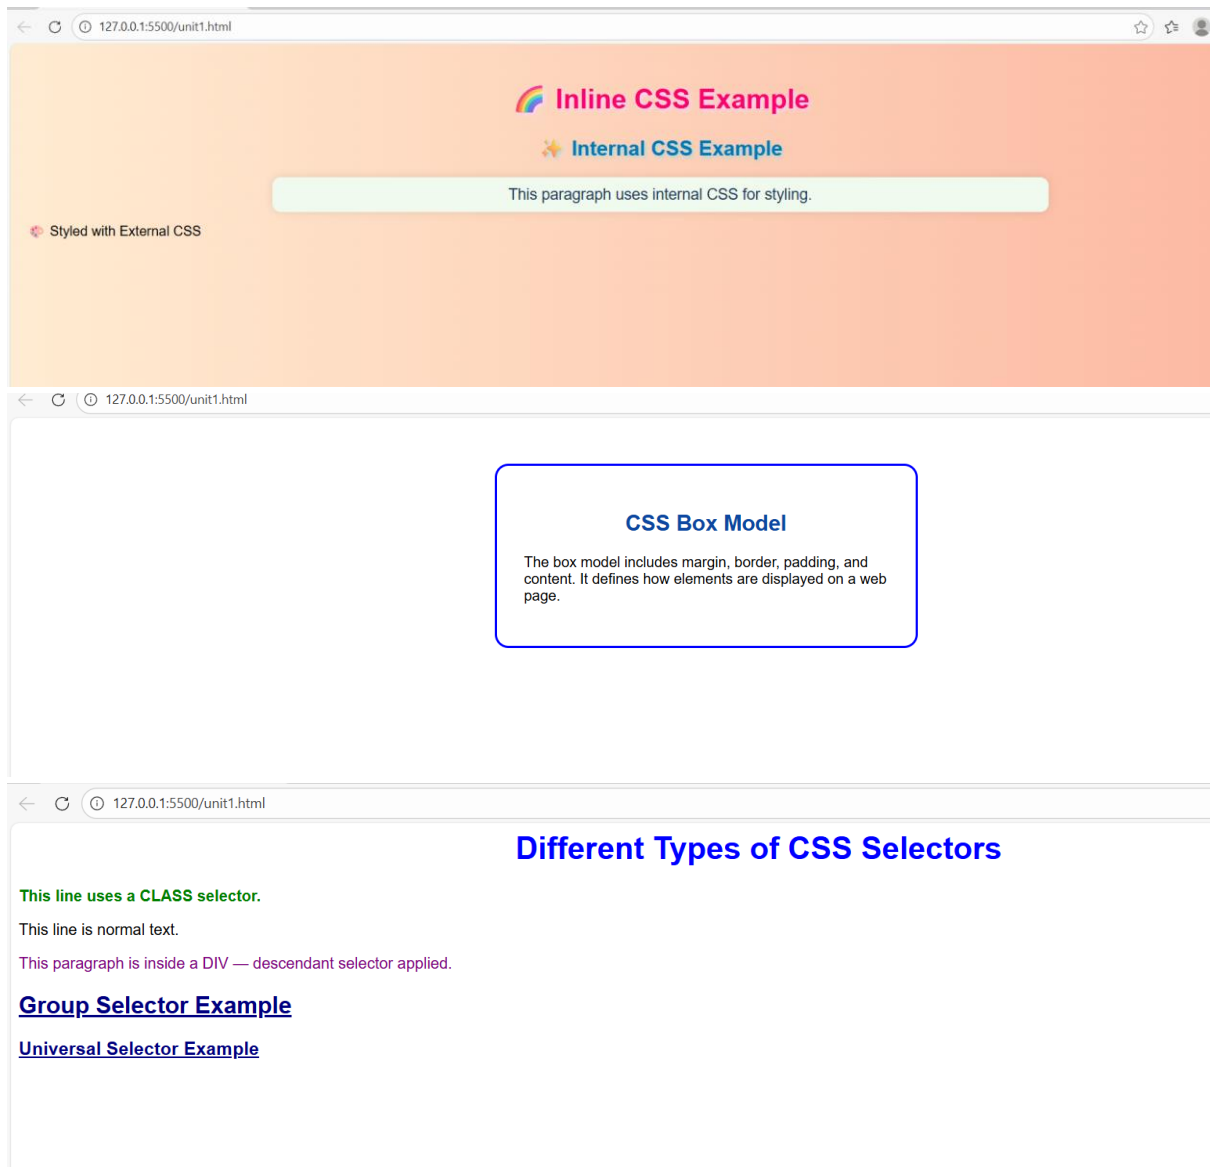 127.0.0.1:5500/unit1.html
🌈 Inline CSS Example
✨ Internal CSS Example
This paragraph uses internal CSS for styling.
🎨 Styled with External CSS
127.0.0.1:5500/unit1.html
CSS Box Model
The box model includes margin, border, padding, and
content. It defines how elements are displayed on a web
page.
127.0.0.1:5500/unit1.html
Different Types of CSS Selectors
This line uses a CLASS selector.
This line is normal text.
This paragraph is inside a DIV — descendant selector applied.
Group Selector Example
Universal Selector Example